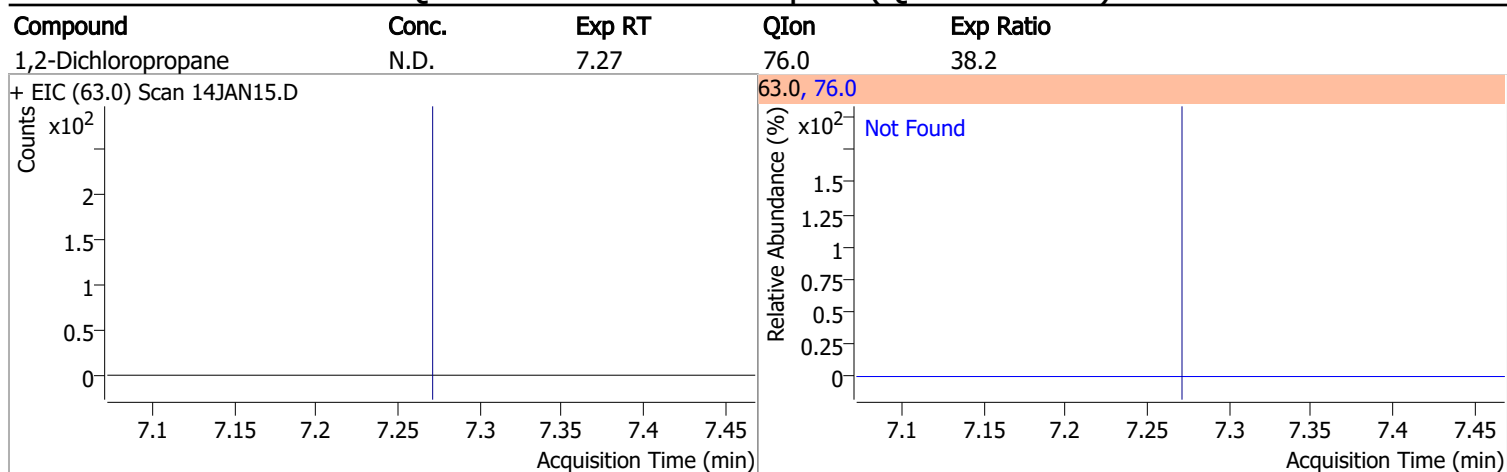 Compound Conc. Exp RT QIon Exp Ratio
1,2-Dichloropropane N.D. 7.27 76.0 38.2
+ EIC (63.0) Scan 14JAN15.D
Counts
x102
2
1.5
1
0.5
0
7.1 7.15 7.2 7.25 7.3 7.35 7.4 7.45
Acquisition Time (min)
63.0, 76.0
Relative Abundance (%)
x102
Not Found
1.5
1.25
1
0.75
0.5
0.25
0
7.1 7.15 7.2 7.25 7.3 7.35 7.4 7.45
Acquisition Time (min)